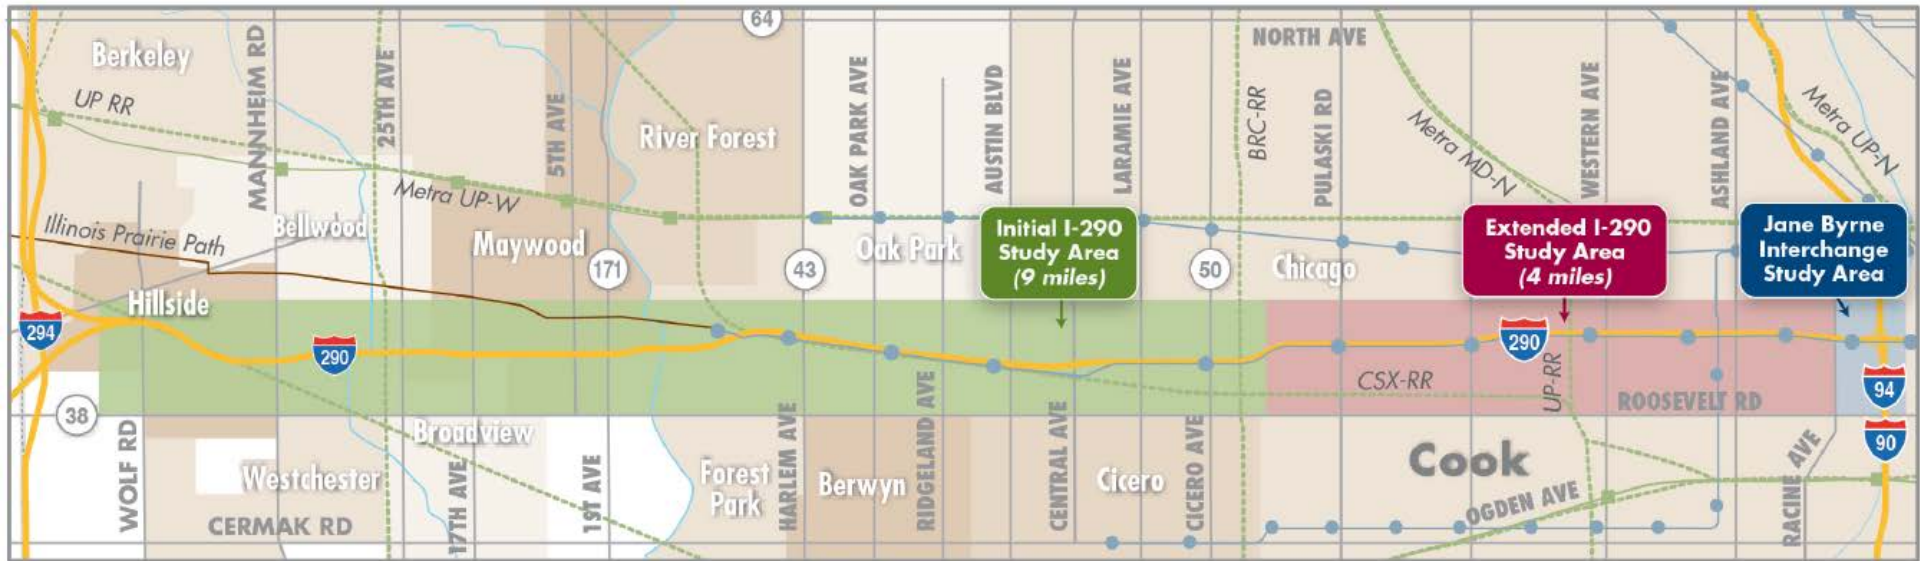 64
Berkeley
MANNHEIM RD
25TH AVE
5TH AVE
River Forest
OAK PARK AVE
AUSTIN BLVD
LARAMIE AVE
BRC-RR
NORTH AVE
PULASKI RD
Metra MD-N
WESTERN AVE
ASHLAND AVE
Metra UP-N
UP RR
Metra UP-W
Illinois Prairie Path
Bellwood
Maywood
171
43
Oak Park
Initial I-290
Study Area
(9 miles)
50
Chicago
Extended I-290
Study Area
(4 miles)
Jane Byrne
Interchange
Study Area
Hillside
294
290
290
CSX-RR
UP-RR
ROOSEVELT RD
94
90
38
WOLF RD
Broadview
Westchester
CERMAK RD
17TH AVE
1ST AVE
Forest
Park
HARLEM AVE
Berwyn
RIDGELAND AVE
CENTRAL AVE
Cicero
CICERO AVE
Cook
OGDEN AVE
RACINE AVE